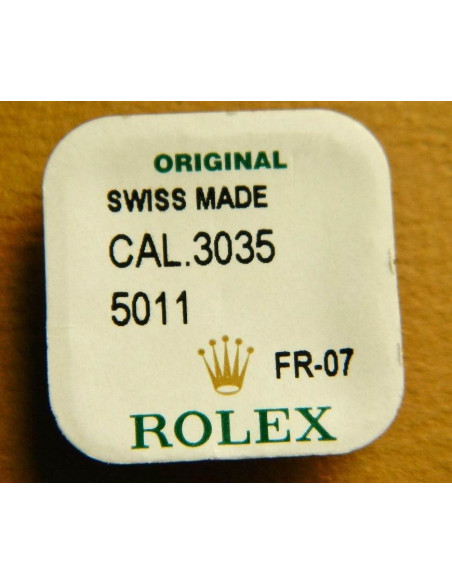 ORIGINAL
SWISS MADE
CAL.3035
5011
FR-07
ROLEX